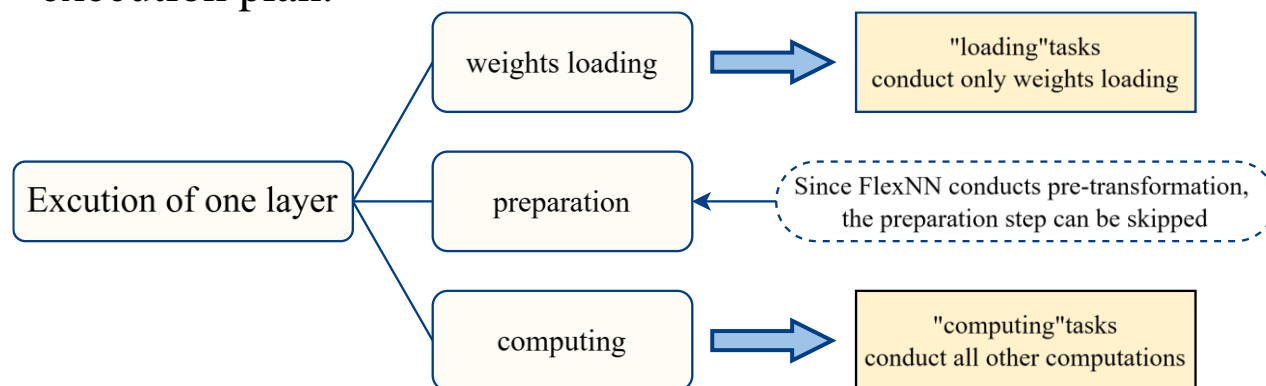 execution plan.
weights loading
"loading"tasks
conduct only weights loading
Excution of one layer
preparation
Since FlexNN conducts pre-transformation,
the preparation step can be skipped
computing
"computing"tasks
conduct all other computations